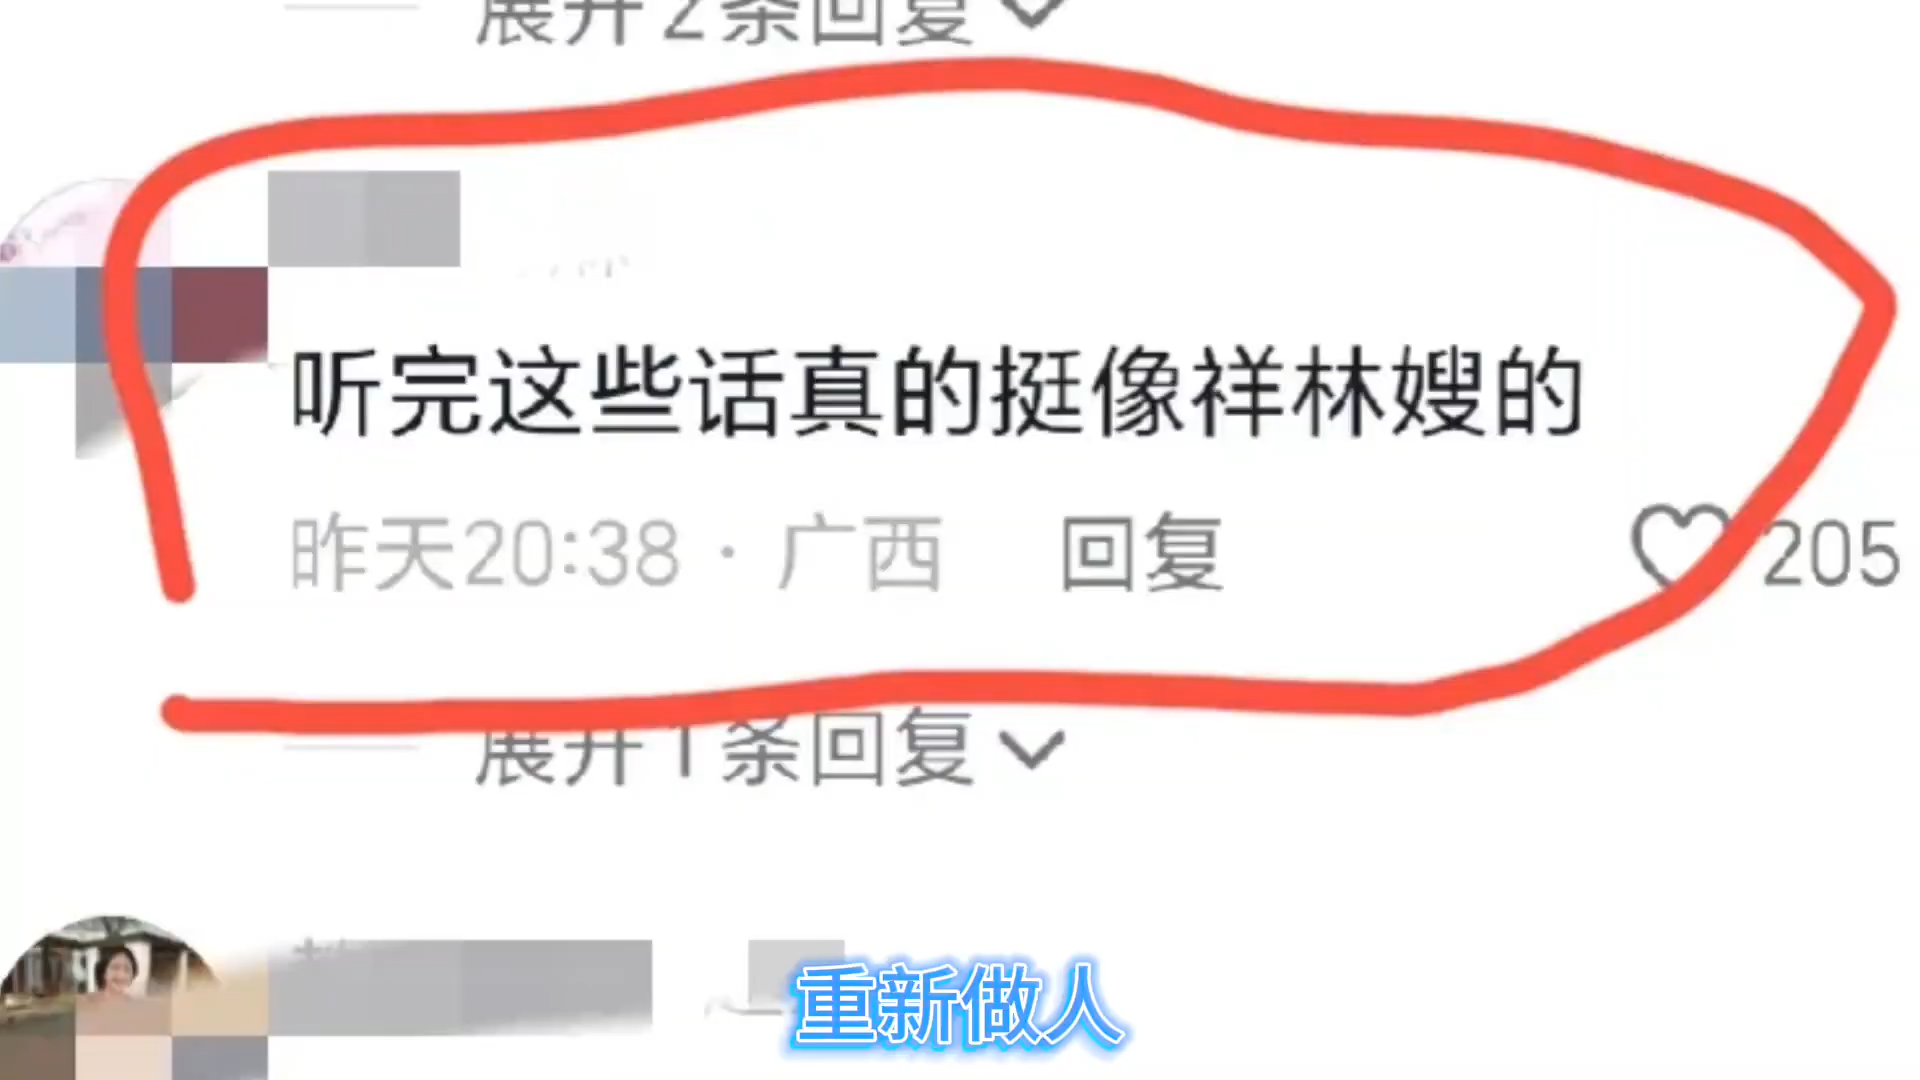 展开2条回复
听完这些话真的挺像祥林嫂的
昨天20:38 · 广西 回复 205
展开1条回复
重新做人